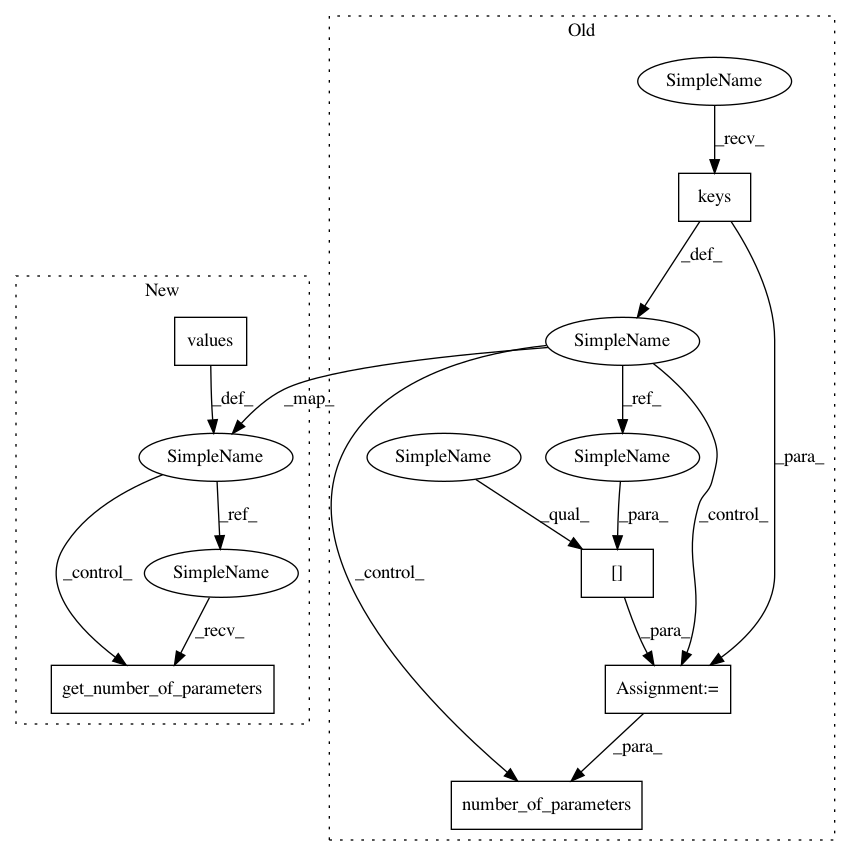 Old
SimpleName
_recv_
keys
New
_def_
values
SimpleName
_def_
_map_
_ref_
_para_
SimpleName
SimpleName
SimpleName
_ref_
_qual_
_para_
_control_
_control_
SimpleName
_control_
[]
_recv_
_para_
get_number_of_parameters
Assignment:=
_para_
number_of_parameters